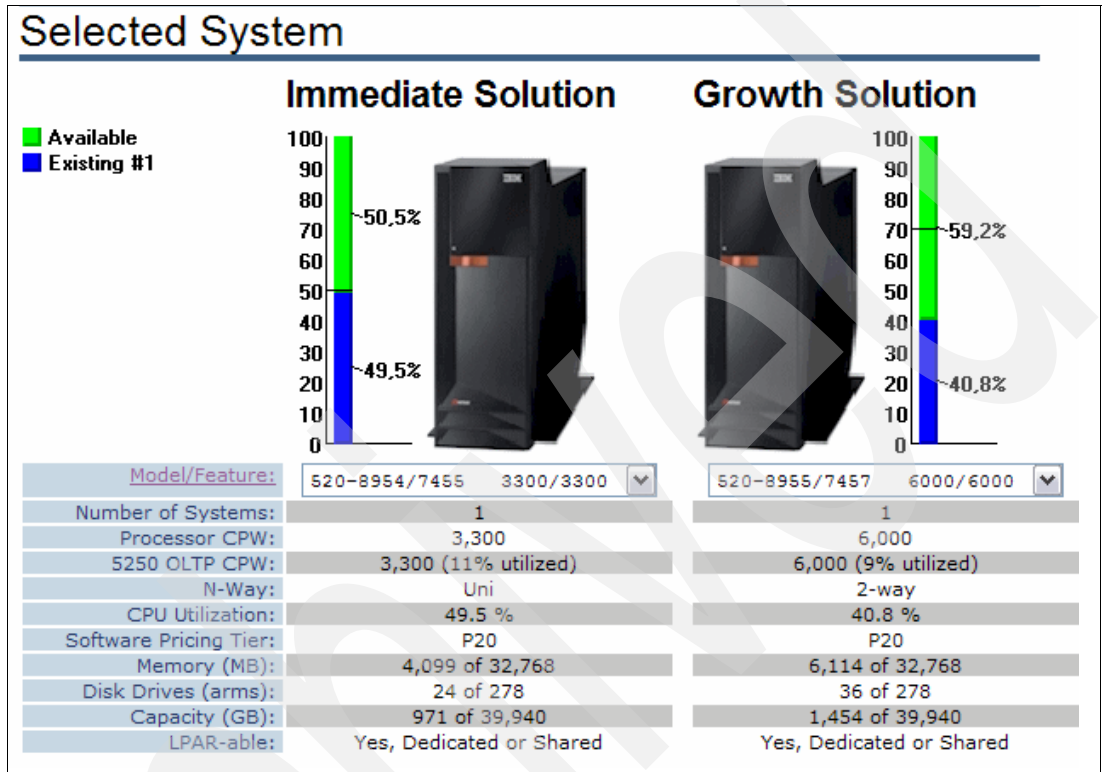 Selected System
Immediate Solution
Growth Solution
Available
Existing #1
100
90
80
70
60
50
40
30
20
10
0
50,5%
49,5%
IBM
IBM
100
90
80
70
60
50
40
30
20
10
0
59,2%
40,8%
Model/Feature: 520-8954/7455 3300/3300 520-8955/7457 6000/6000
Number of Systems: 1 1
Processor CPW: 3,300 6,000
5250 OLTP CPW: 3,300 (11% utilized) 6,000 (9% utilized)
N-Way: Uni 2-way
CPU Utilization: 49.5 % 40.8 %
Software Pricing Tier: P20 P20
Memory (MB): 4,099 of 32,768 6,114 of 32,768
Disk Drives (arms): 24 of 278 36 of 278
Capacity (GB): 971 of 39,940 1,454 of 39,940
LPAR-able: Yes, Dedicated or Shared Yes, Dedicated or Shared